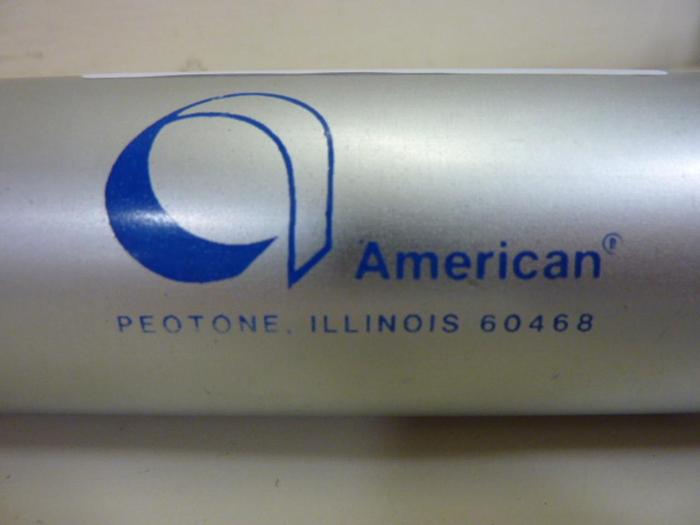 American®
PEOTONE, ILLINOIS 60468